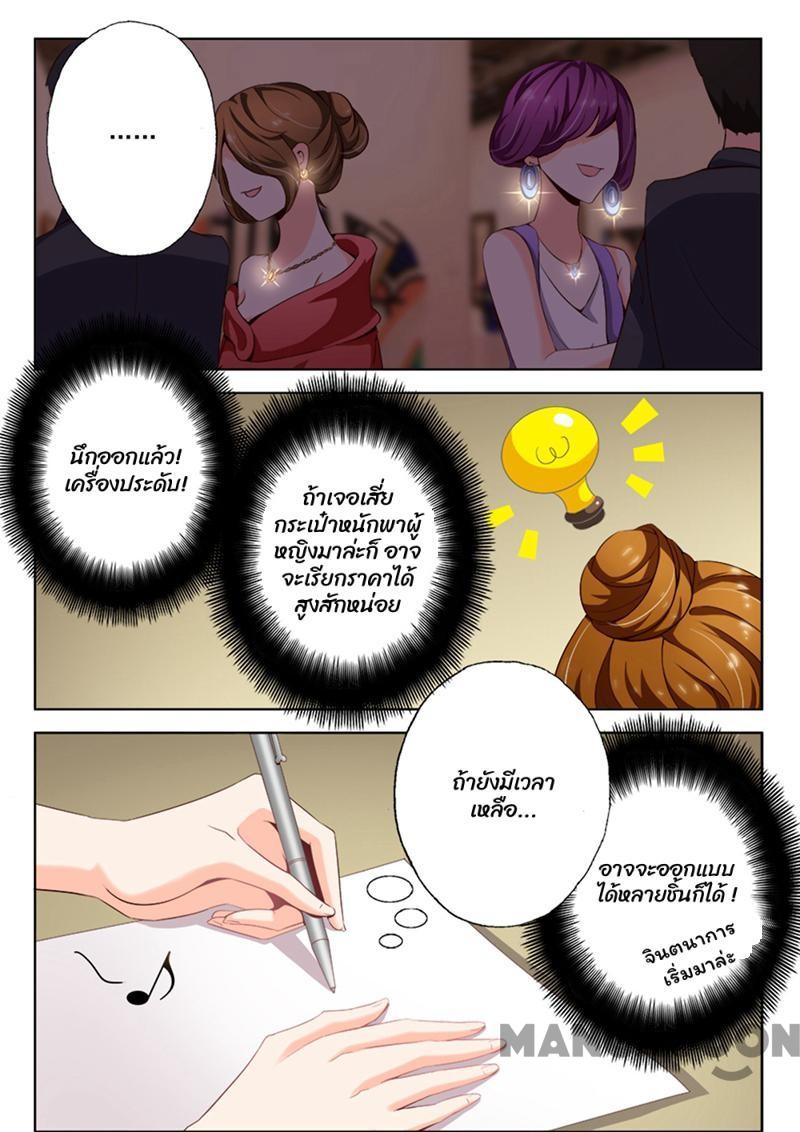 ......
นึกออกแล้ว!
เครื่องประดับ!
ถ้าเจอเสี่ย
กระเป๋าหนักพาผู้
หญิงมาล่ะก็ อาจ
จะเรียกราคาได้
สูงสักหน่อย
ถ้ายังมีเวลา
เหลือ...
อาจจะออกแบบ
ได้หลายชิ้นก็ได้ !
จินตนาการ
เริ่มมาล่ะ